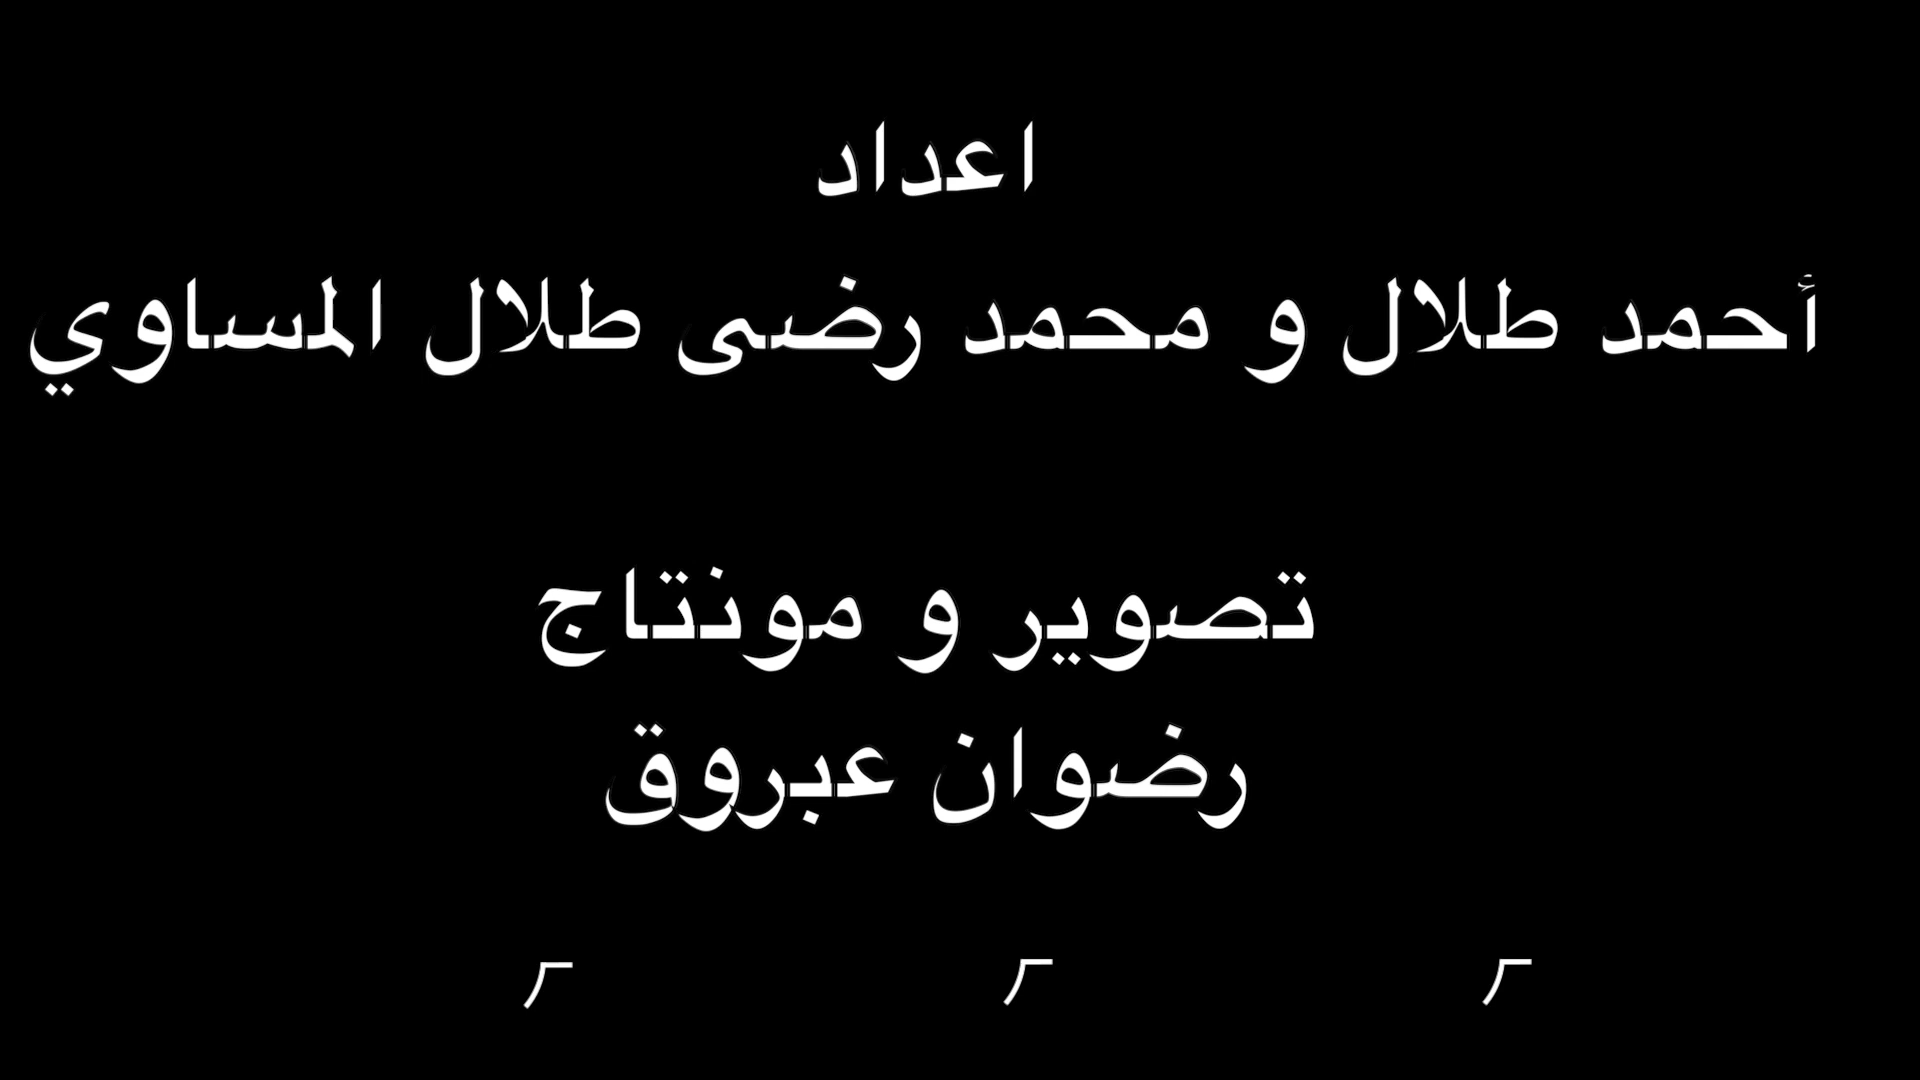 اعداد
أحمد طلال و محمد رضى طلال المساوي
تصوير و مونتاج
رضوان عبروق